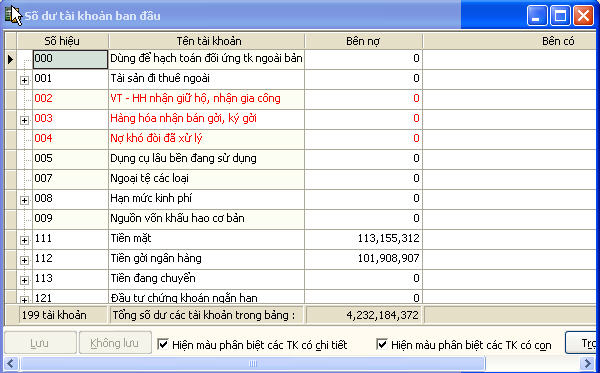 Số dư tài khoản ban đầu
Số hiệu Tên tài khoản Bên nợ Bên có
000 Dùng để hạch toán đối ứng tk ngoài bản 0
001 Tài sản đi thuê ngoài 0
002 VT - HH nhận giữ hộ, nhận gia công 0
003 Hàng hóa nhận bán gời, ký gời 0
004 Nợ khó đòi đã xử lý 0
005 Dụng cụ lâu bền đang sử dụng 0
007 Ngoại tệ các loại 0
008 Hạn mức kinh phí 0
009 Nguồn vốn khấu hao cơ bản 0
111 Tiền mặt 113,155,312
112 Tiền gời ngân hàng 101,908,907
113 Tiền đang chuyển 0
121 Đầu tư chứng khoán ngắn hạn 0
199 tài khoản Tổng số dư các tài khoản trong bảng : 4,232,184,372
Lưu Không lưu Hiện màu phân biệt các TK có chi tiết Hiện màu phân biệt các TK có con